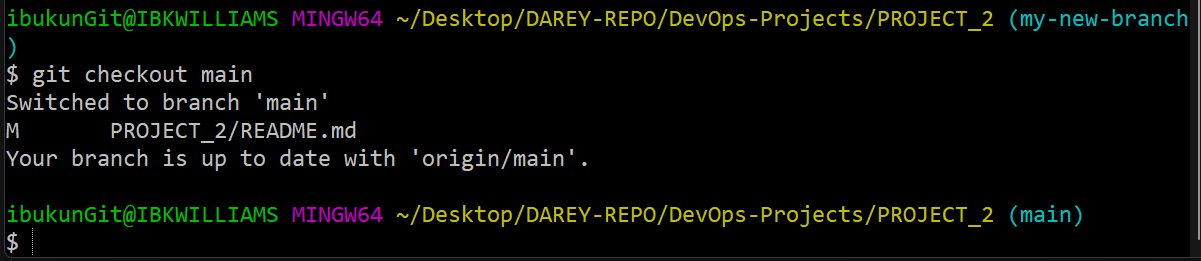 ibukunGit@IBKWILLIAMS MINGW64 ~/Desktop/DAREY-REPO/DevOps-Projects/PROJECT_2 (my-new-branch
)
$ git checkout main
Switched to branch 'main'
M       PROJECT_2/README.md
Your branch is up to date with 'origin/main'.
ibukunGit@IBKWILLIAMS MINGW64 ~/Desktop/DAREY-REPO/DevOps-Projects/PROJECT_2 (main)
$